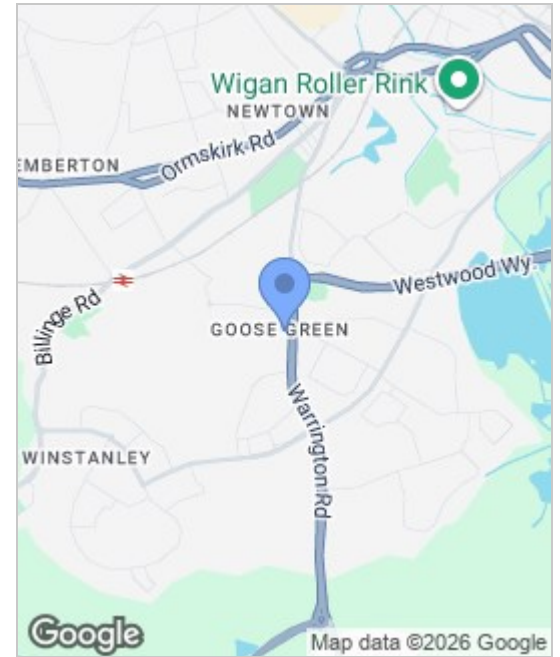 Wigan Roller Rink
NEWTOWN
EMBERTON
Ormskirk Rd
Westwood Wy.
Billinge Rd
GOOSE GREEN
Warrington Rd
WINSTANLEY
Google
Map data ©2026 Google